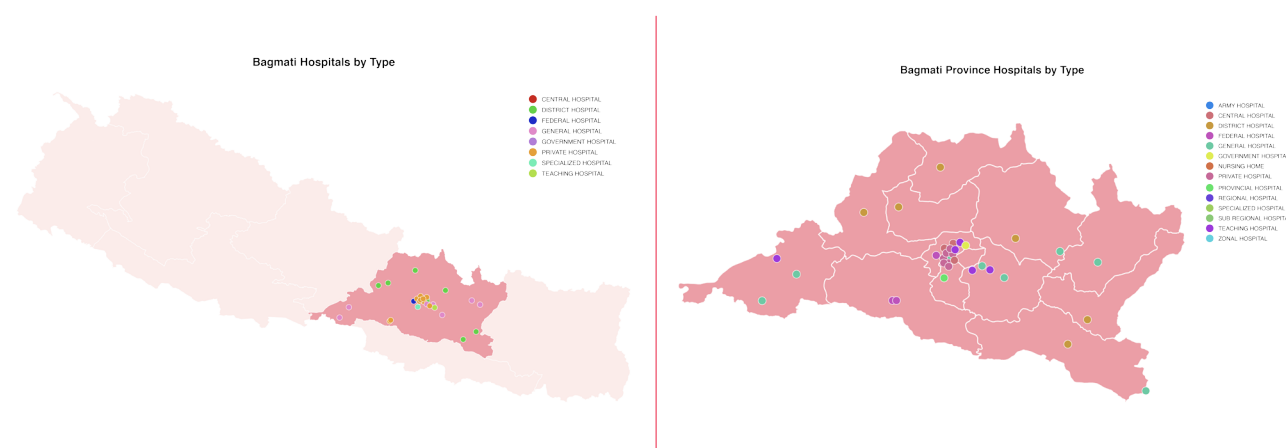 Bagmati Hospitals by Type
CENTRAL HOSPITAL
DISTRICT HOSPITAL
FEDERAL HOSPITAL
GENERAL HOSPITAL
GOVERNMENT HOSPITAL
PRIVATE HOSPITAL
SPECIALIZED HOSPITAL
TEACHING HOSPITAL
Bagmati Province Hospitals by Type
ARMY HOSPITAL
CENTRAL HOSPITAL
DISTRICT HOSPITAL
FEDERAL HOSPITAL
GENERAL HOSPITAL
GOVERNMENT HOSPITA
NURSING HOME
PRIVATE HOSPITAL
PROVINCIAL HOSPITAL
REGIONAL HOSPITAL
SPECIALIZED HOSPITAL
SUB REGIONAL HOSPITA
TEACHING HOSPITAL
ZONAL HOSPITAL